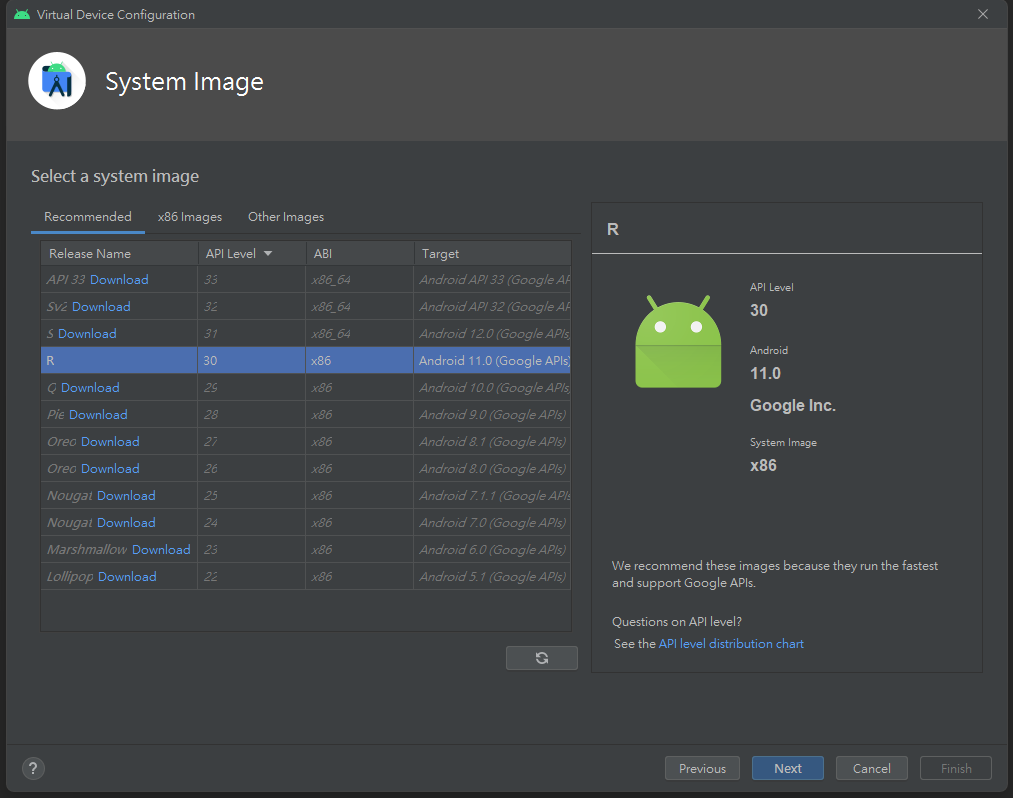 Virtual Device Configuration
System Image
Select a system image
Recommended x86 Images Other Images
Release Name API Level ABI Target
API 33 Download 33 x86_64 Android API 33 (Google AP
Sv2 Download 32 x86_64 Android API 32 (Google AP
S Download 31 x86_64 Android 12.0 (Google APIs
R 30 x86 Android 11.0 (Google APIs)
Q Download 29 x86 Android 10.0 (Google APIs)
Pie Download 28 x86 Android 9.0 (Google APIs)
Oreo Download 27 x86 Android 8.1 (Google APIs)
Oreo Download 26 x86 Android 8.0 (Google APIs)
Nougat Download 25 x86 Android 7.1.1 (Google APIs
Nougat Download 24 x86 Android 7.0 (Google APIs)
Marshmallow Download 23 x86 Android 6.0 (Google APIs)
Lollipop Download 22 x86 Android 5.1 (Google APIs)
R
API Level
30
Android
11.0
Google Inc.
System Image
x86
We recommend these images because they run the fastest
and support Google APIs.
Questions on API level?
See the API level distribution chart
? Previous Next Cancel Finish